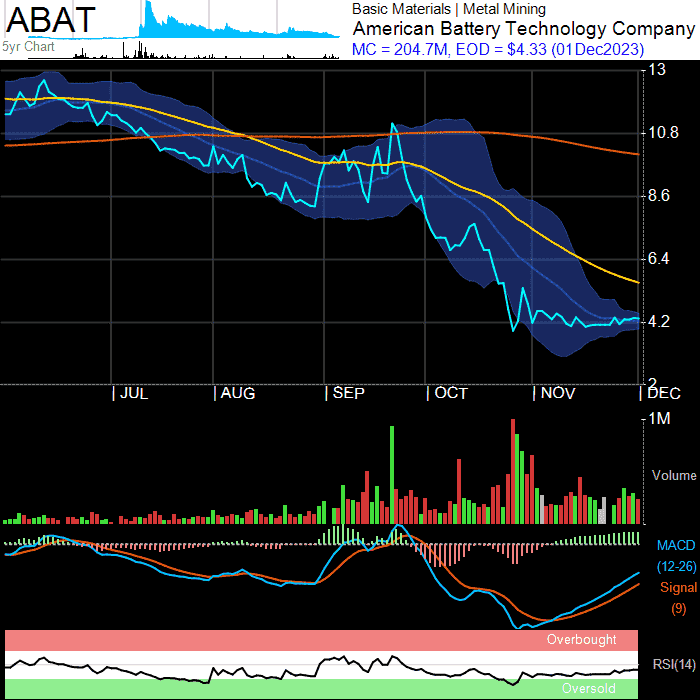 ABAT
Basic Materials | Metal Mining
American Battery Technology Company
5yr Chart
MC = 204.7M, EOD = $4.33 (01Dec2023)
13
10.8
8.6
6.4
4.2
2
JUL AUG SEP OCT NOV DEC
1M
Volume
MACD
(12-26)
Signal
(9)
Overbought
RSI(14)
Oversold